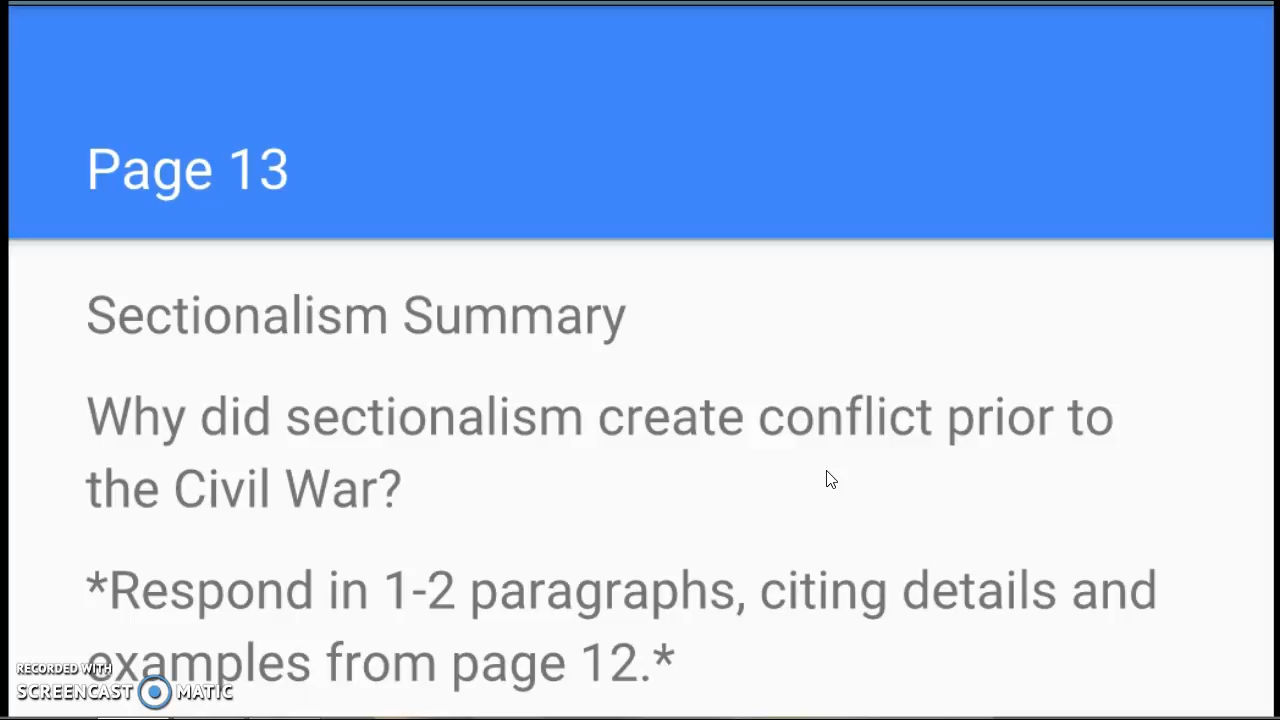 Page 13
Sectionalism Summary
Why did sectionalism create conflict prior to
the Civil War?
*Respond in 1-2 paragraphs, citing details and
examples from page 12.*
RECORDED WITH
SCREENCAST MATIC